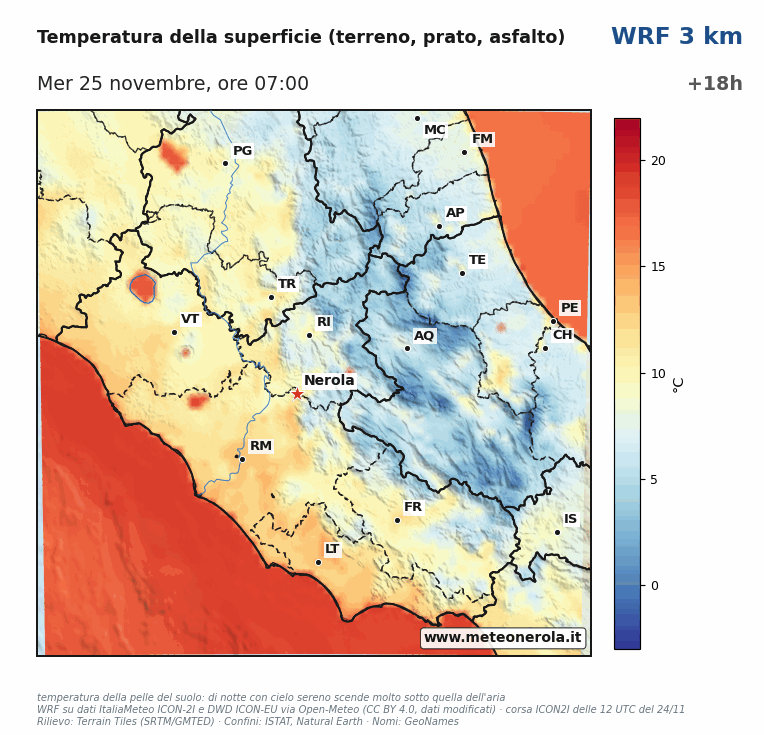 Temperatura della superficie (terreno, prato, asfalto)
WRF 3 km
Mer 25 novembre, ore 07:00
+18h
MC
FM
PG
AP
TE
TR
PE
VT
RI
AQ
CH
Nerola
RM
FR
IS
LT
www.meteonerola.it
20
15
10
5
0
°C
temperatura della pelle del suolo: di notte con cielo sereno scende molto sotto quella dell'aria
WRF su dati ItaliaMeteo ICON-2I e DWD ICON-EU via Open-Meteo (CC BY 4.0, dati modificati) · corsa ICON2I delle 12 UTC del 24/11
Rilievo: Terrain Tiles (SRTM/GMTED) · Confini: ISTAT, Natural Earth · Nomi: GeoNames